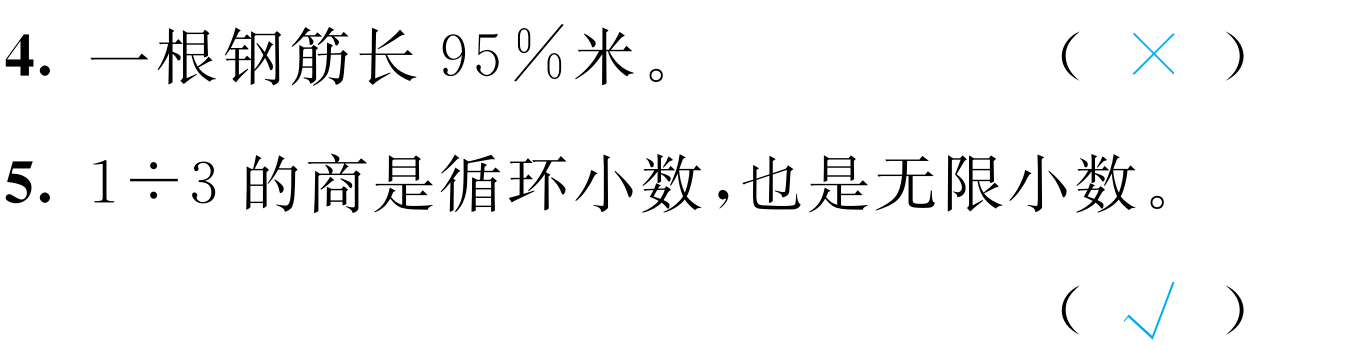 4. 一根钢筋长 95%米。 ( × )
5. 1÷3 的商是循环小数,也是无限小数。
( √ )